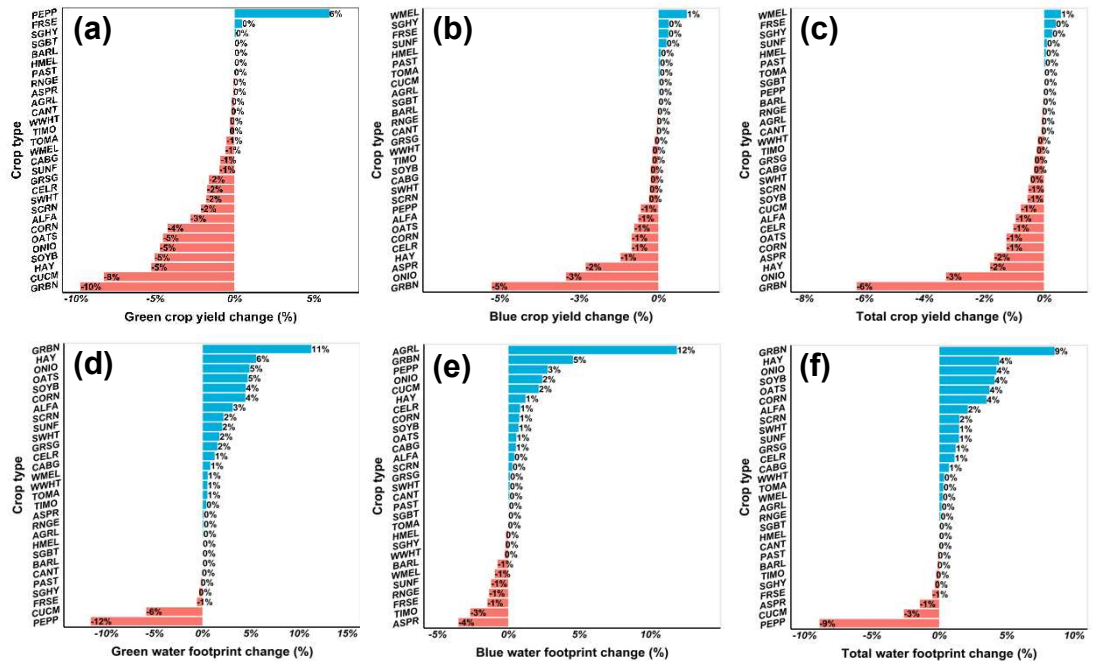 (a)
Crop type
PEPP 6%
FRSE 0%
SGHY 0%
SGBT 0%
BARL 0%
HMEL 0%
PAST 0%
RNGE 0%
ASPR 0%
AGRL 0%
CANT 0%
WWHT 0%
TIMO 0%
TOMA -1%
WMEL -1%
CABG -1%
SUNF -1%
GRSG -2%
CELR -2%
SWHT -2%
SCRN -2%
ALFA -3%
CORN -4%
OATS -5%
ONIO -5%
SOYB -5%
HAY -5%
CUCM -8%
GRBN -10%
-10% -5% 0% 5%
Green crop yield change (%)
(b)
Crop type
WMEL 1%
SGHY 0%
FRSE 0%
SUNF 0%
HMEL 0%
PAST 0%
TOMA 0%
CUCM 0%
AGRL 0%
SGBT 0%
BARL 0%
RNGE 0%
CANT 0%
GRSG 0%
WWHT 0%
TIMO 0%
SOYB 0%
CABG 0%
SWHT 0%
SCRN 0%
PEPP -1%
ALFA -1%
OATS -1%
CORN -1%
CELR -1%
HAY -1%
ASPR -2%
ONIO -3%
GRBN -5%
-5% -3% 0%
Blue crop yield change (%)
(c)
Crop type
WMEL 1%
FRSE 0%
SGHY 0%
SUNF 0%
HMEL 0%
PAST 0%
TOMA 0%
SGBT 0%
PEPP 0%
BARL 0%
RNGE 0%
AGRL 0%
CANT 0%
WWHT 0%
TIMO 0%
GRSG 0%
CABG 0%
SWHT 0%
SCRN -1%
SOYB -1%
CUCM -1%
ALFA -1%
CELR -1%
OATS -1%
CORN -1%
ASPR -2%
HAY -2%
ONIO -3%
GRBN -6%
-8% -6% -4% -2% 0%
Total crop yield change (%)
(d)
Crop type
GRBN 11%
HAY 6%
ONIO 5%
OATS 5%
SOYB 4%
CORN 4%
ALFA 3%
SCRN 2%
SUNF 2%
SWHT 2%
GRSG 2%
CELR 1%
CABG 1%
WMEL 1%
WWHT 1%
TOMA 1%
TIMO 0%
ASPR 0%
RNGE 0%
AGRL 0%
HMEL 0%
SGBT 0%
BARL 0%
CANT 0%
PAST 0%
SGHY 0%
FRSE -1%
CUCM -6%
PEPP -12%
-10% -5% 0% 5% 10% 15%
Green water footprint change (%)
(e)
Crop type
AGRL 12%
GRBN 5%
PEPP 3%
ONIO 2%
CUCM 2%
HAY 1%
CELR 1%
CORN 1%
SOYB 1%
OATS 1%
CABG 1%
ALFA 0%
SCRN 0%
GRSG 0%
SWHT 0%
CANT 0%
PAST 0%
SGBT 0%
TOMA 0%
HMEL 0%
SGHY 0%
WWHT 0%
BARL -1%
WMEL -1%
SUNF -1%
RNGE -1%
FRSE -1%
TIMO -3%
ASPR -4%
-5% 0% 5% 10%
Blue water footprint change (%)
(f)
Crop type
GRBN 9%
HAY 4%
ONIO 4%
SOYB 4%
OATS 4%
CORN 4%
ALFA 2%
SCRN 2%
SWHT 1%
SUNF 1%
GRSG 1%
CELR 1%
CABG 1%
WWHT 0%
TOMA 0%
WMEL 0%
AGRL 0%
RNGE 0%
SGBT 0%
HMEL 0%
CANT 0%
PAST 0%
BARL 0%
TIMO 0%
SGHY 0%
FRSE -1%
ASPR -1%
CUCM -3%
PEPP -9%
-10% -5% 0% 5% 10%
Total water footprint change (%)